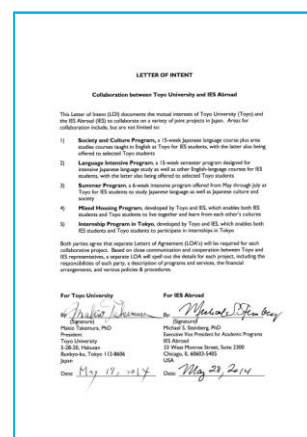 LETTER OF INTENT
Collaboration between Toyo University and IES Abroad
This Letter of Intent (LOI) documents the mutual interests of Toyo University (Toyo) and
the IES Abroad (IES) to collaborate on a variety of joint projects in Japan. Areas for
collaboration include, but are not limited to:
1) Society and Culture Program, a 15-week Japanese language course plus area
studies courses taught in English at Toyo for IES students, with the latter also being
offered to selected Toyo students
2) Language Intensive Program, a 15-week semester program designed for
intensive Japanese language study as well as other English-language courses for IES
students, with the latter also being offered to selected Toyo students
3) Summer Program, a 6-week intensive program offered from May through July at
Toyo for IES students to study Japanese language as well as Japanese culture and
society
4) Mixed Housing Program, developed by Toyo and IES, which enables both IES
students and Toyo students to live together and learn from each other's cultures
5) Internship Program in Tokyo, developed by Toyo and IES, which enables both
IES students and Toyo students to participate in internships in Tokyo
Both parties agree that separate Letters of Agreement (LOA's) will be required for each
collaborative project. Based on close communication and cooperation between Toyo and
IES representatives, a separate LOA will spell out the details for each project, including the
responsibilities of each party, a description of programs and services, the financial
arrangements, and various policies & procedures.
For Toyo University For IES Abroad
By: Makio Takemura By: Michael S. Steinberg
(Signature) (Signature)
Makio Takemura, PhD Michael S. Steinberg, PhD
President Executive Vice President for Academic Programs
Toyo University IES Abroad
5-28-20, Hakusan 33 West Monroe Street, Suite 2300
Bunkyo-ku, Tokyo 112-8606 Chicago, IL 60603-5405
Japan USA
Date: May 19, 2014 Date: May 28, 2014